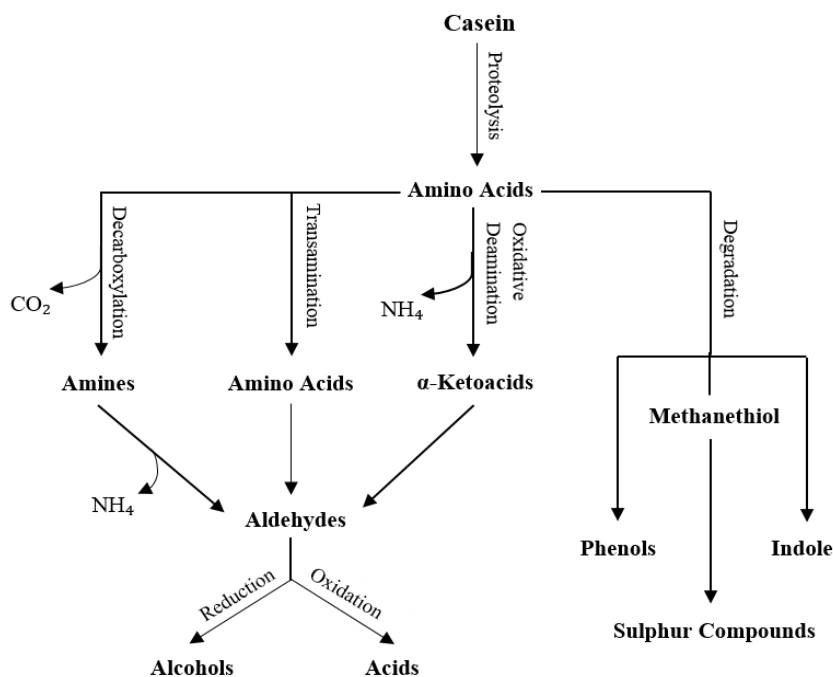 Casein
Proteolysis
Amino Acids
Decarboxylation
Transamination
Oxidative
Deamination
Degradation
CO₂
NH₄
Amines
Amino Acids
α-Ketoacids
Methanethiol
NH₄
Aldehydes
Phenols
Indole
Reduction
Oxidation
Sulphur Compounds
Alcohols
Acids